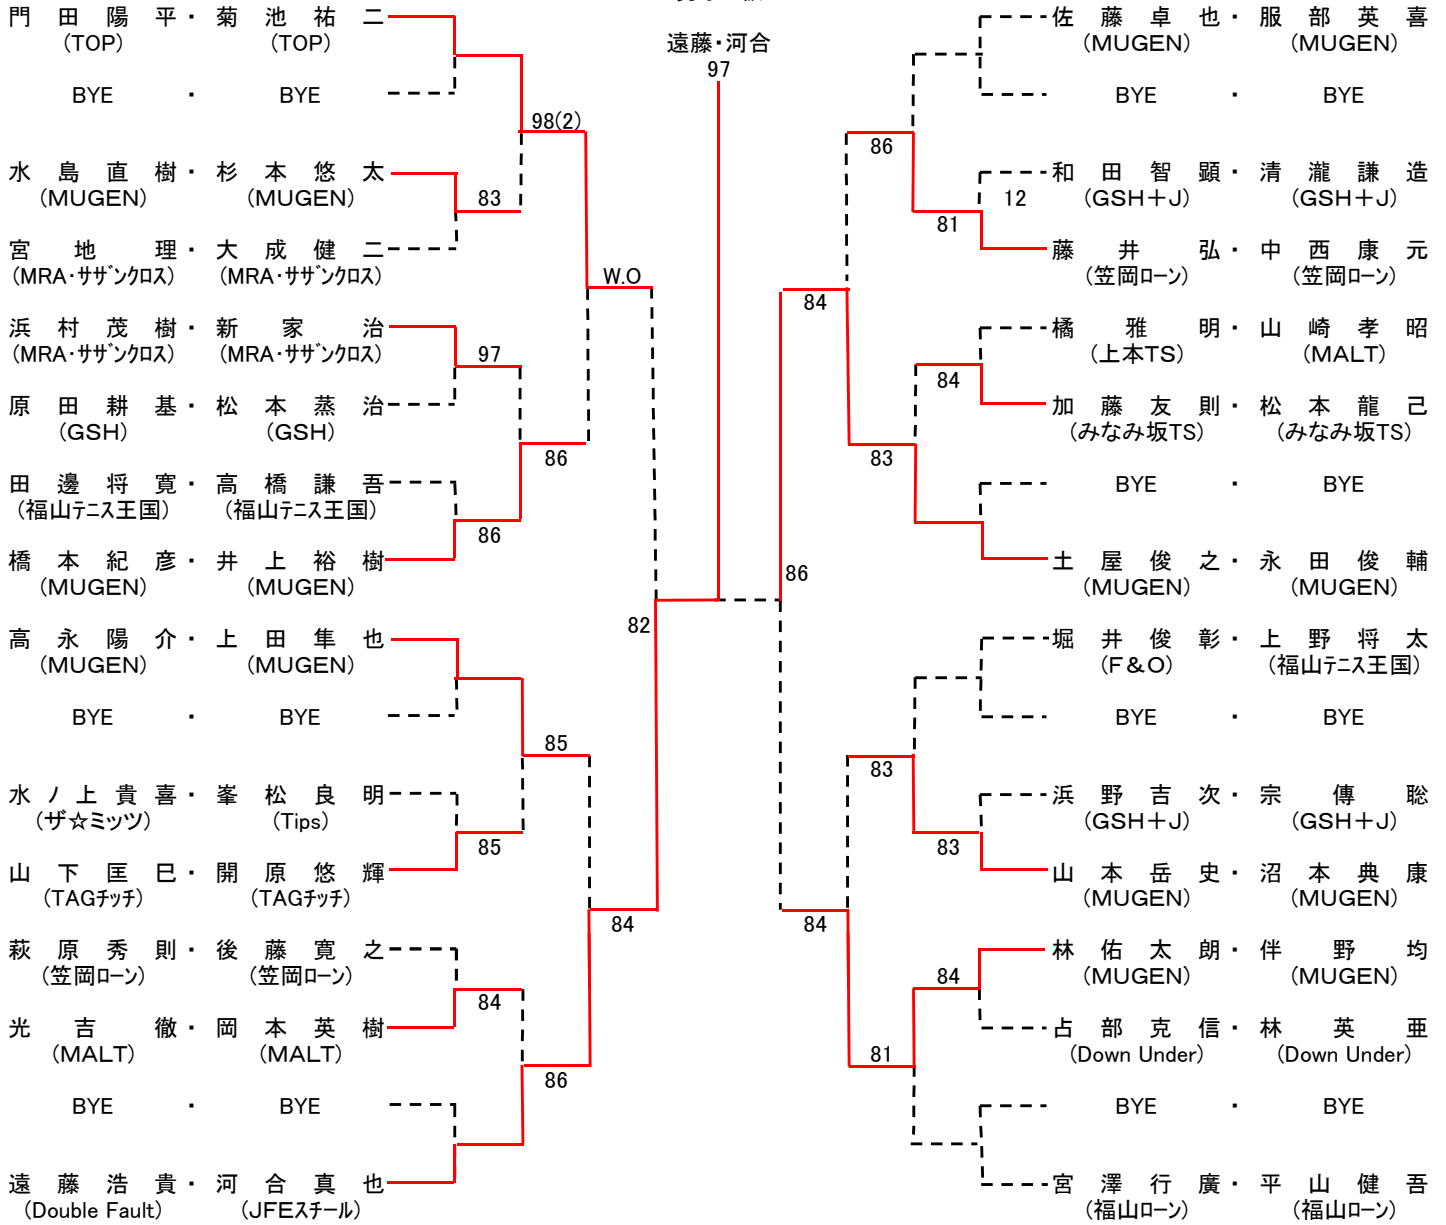 遠藤・河合
97
門田陽平・菊池祐二
(TOP) (TOP)
BYE ・ BYE
98(2)
水島直樹・杉本悠太
(MUGEN) (MUGEN)
83
宮地理・大成健二
(MRA・サザンクロス) (MRA・サザンクロス)
W.O
浜村茂樹・新家治
(MRA・サザンクロス) (MRA・サザンクロス)
97
原田耕基・松本蒸治
(GSH) (GSH)
86
田邊将寛・高橋謙吾
(福山テニス王国) (福山テニス王国)
86
橋本紀彦・井上裕樹
(MUGEN) (MUGEN)
82
高永陽介・上田隼也
(MUGEN) (MUGEN)
BYE ・ BYE
85
水ノ上貴喜・峯松良明
(ザ☆ミッツ) (Tips)
85
山下匡巳・開原悠輝
(TAGチッチ) (TAGチッチ)
84
萩原秀則・後藤寛之
(笠岡ローン) (笠岡ローン)
84
光吉徹・岡本英樹
(MALT) (MALT)
86
BYE ・ BYE
遠藤浩貴・河合真也
(Double Fault) (JFEスチール)
佐藤卓也・服部英喜
(MUGEN) (MUGEN)
BYE ・ BYE
86
和田智顕・清瀧謙造
(GSH+J) (GSH+J)
12
81
藤井弘・中西康元
(笠岡ローン) (笠岡ローン)
84
橘雅明・山崎孝昭
(上本TS) (MALT)
84
加藤友則・松本龍己
(みなみ坂TS) (みなみ坂TS)
83
BYE ・ BYE
土屋俊之・永田俊輔
(MUGEN) (MUGEN)
86
堀井俊彰・上野将太
(F&O) (福山テニス王国)
BYE ・ BYE
83
浜野吉次・宗傳聡
(GSH+J) (GSH+J)
83
山本岳史・沼本典康
(MUGEN) (MUGEN)
84
林佑太朗・伴野均
(MUGEN) (MUGEN)
84
占部克信・林英亜
(Down Under) (Down Under)
81
BYE ・ BYE
宮澤行廣・平山健吾
(福山ローン) (福山ローン)